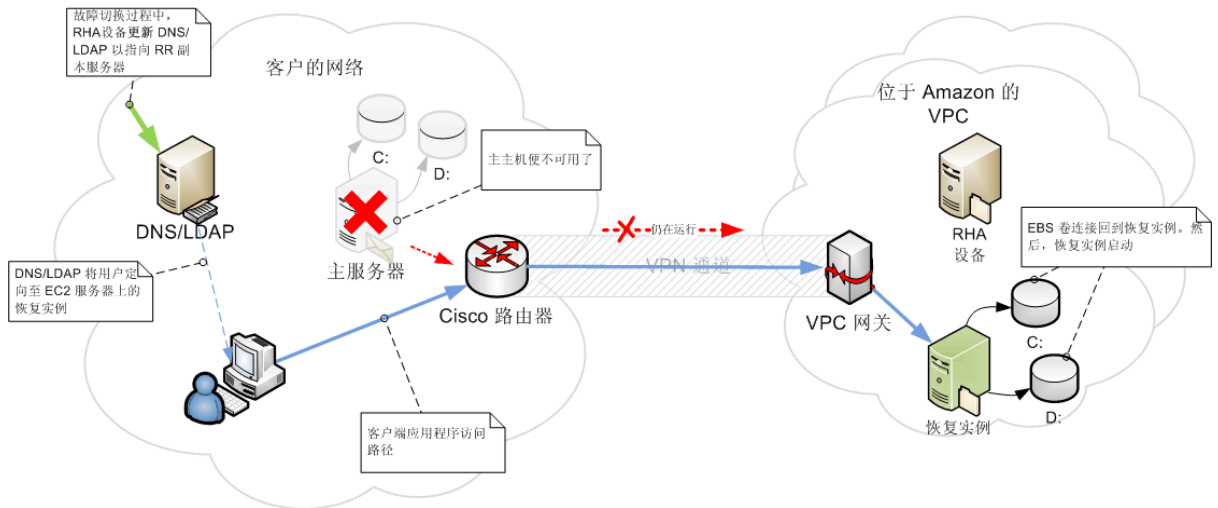 故障切换过程中，
RHA设备更新 DNS/
LDAP 以指向 RR 副
本服务器
客户的网络
C:
D:
主主机便不可用了
位于 Amazon 的
VPC
DNS/LDAP
主服务器
仍在运行
RHA
设备
EBS 卷连接回到恢复实例。然
后，恢复实例启动
DNS/LDAP 将用户定
向至 EC2 服务器上的
恢复实例
VPN 通道
Cisco 路由器
VPC 网关
C:
D:
恢复实例
客户端应用程序访问
路径